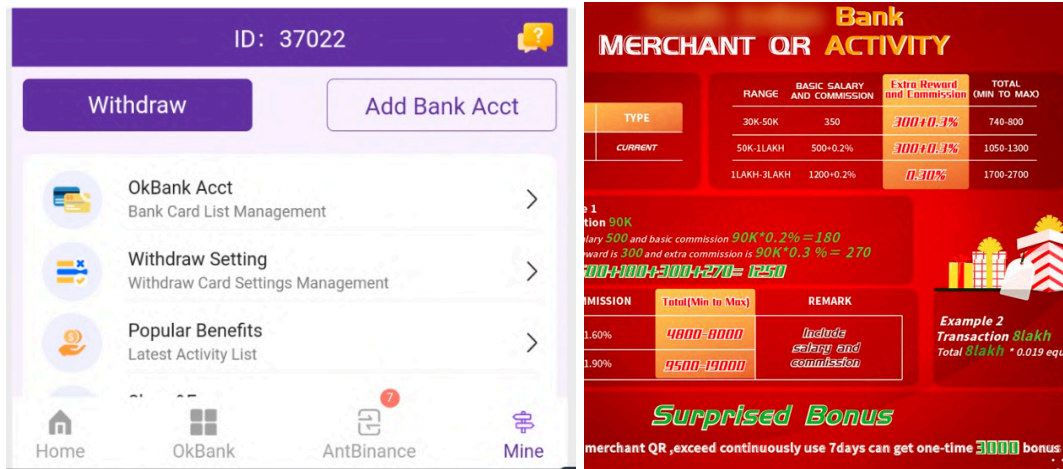 ID: 37022
Withdraw
Add Bank Acct
OkBank Acct
Bank Card List Management
Withdraw Setting
Withdraw Card Settings Management
Popular Benefits
Latest Activity List
7
Home
OkBank
AntBinance
Mine
Bank
MERCHANT QR ACTIVITY
TYPE
CURRENT
RANGE BASIC SALARY AND COMMISSION Extra Reward and Commission TOTAL (MIN TO MAX)
30K-50K 350 300+0.3% 740-800
50K-1LAKH 500+0.2% 300+0.3% 1050-1300
1LAKH-3LAKH 1200+0.2% 0.30% 1700-2700
e 1
tion 90K
lary 500 and basic commission 90K*0.2%=180
eward is 300 and extra commission is 90K*0.3%= 270
+300+270= 1250
MMISSION Total(Min to Max) REMARK
1.60% 4800-8000
1.90% 9500-19000
Include
salary and
commission
Example 2
Transaction 8lakh
Total 8lakh * 0.019 equ
Surprised Bonus
merchant QR ,exceed continuously use 7days can get one-time 3000 bonus